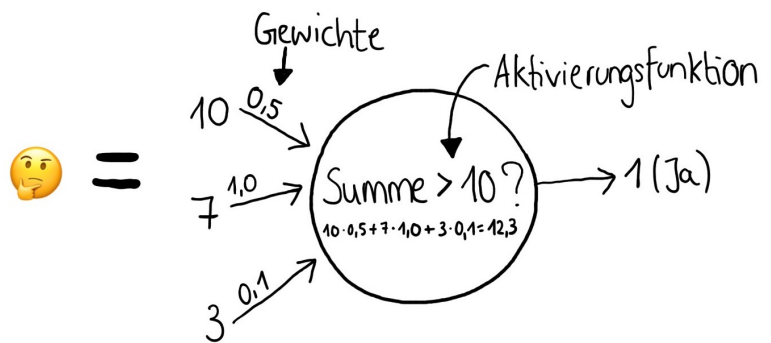 Gewichte
Aktivierungsfunktion
10 0,5
=
7 1,0
Summe > 10?
1 (Ja)
10·0,5+7·1,0+3·0,1=12,3
3 0,1